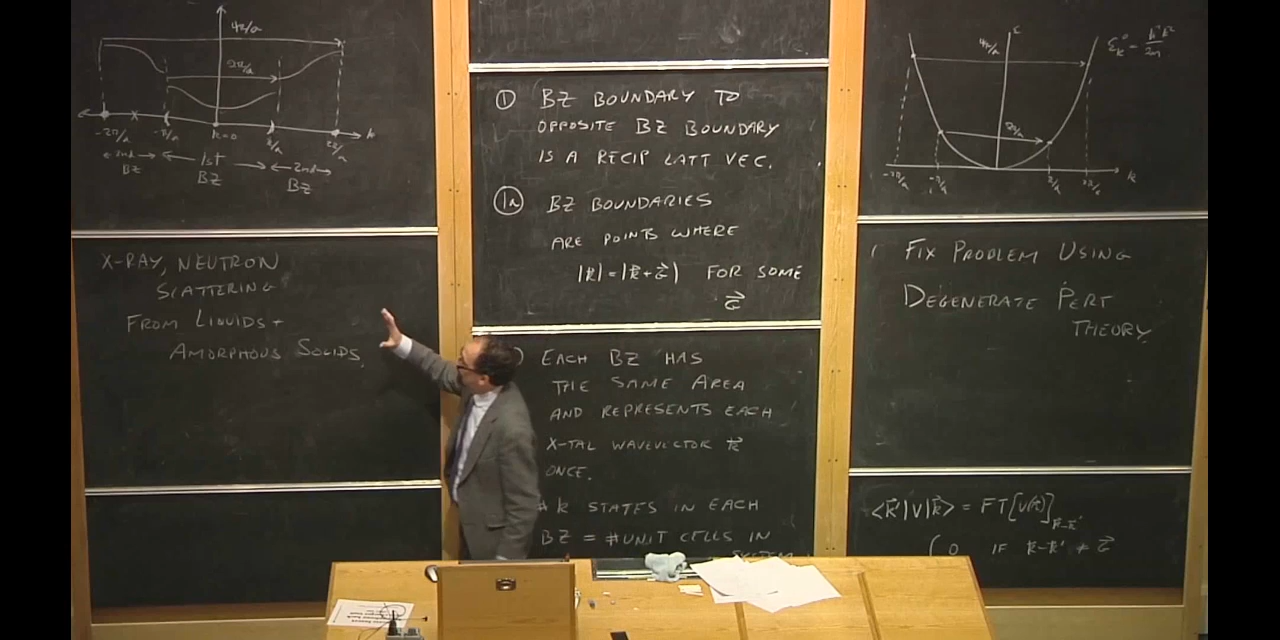 4π/a
2π/a
-2π/a
-π/a
k=0
π/a
2π/a
k
2nd
BZ
1st
BZ
2nd
BZ
X-RAY, NEUTRON
SCATTERING
FROM LIQUIDS +
AMORPHOUS SOLIDS
① BZ BOUNDARY TO
OPPOSITE BZ BOUNDARY
IS A RECIP LATT VEC.
①a BZ BOUNDARIES
ARE POINTS WHERE
|k⃗| = |k⃗ + G⃗| FOR SOME
G⃗
EACH BZ HAS
THE SAME AREA
AND REPRESENTS EACH
X-TAL WAVEVECTOR k⃗
ONCE.
# k STATES IN EACH
BZ = # UNIT CELLS IN
SYSTEM
ε
4π/a
2π/a
-2π/a
-π/a
π/a
2π/a
k
FIX PROBLEM USING
DEGENERATE PERT
THEORY
⟨k⃗'|V|k⃗⟩ = FT[V(r)]k-k'
0 IF k-k' ≠ G⃗